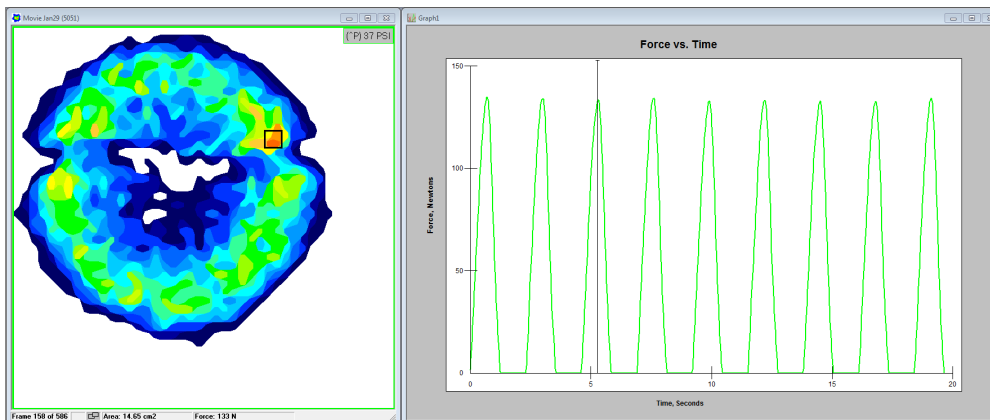 Movie Jan29 (5051)
(^P) 37 PSI
Frame 158 of 586
Area: 14.65 cm2
Force: 133 N
Graph1
Force vs. Time
150
100
50
0
Force, Newtons
0
5
10
15
20
Time, Seconds